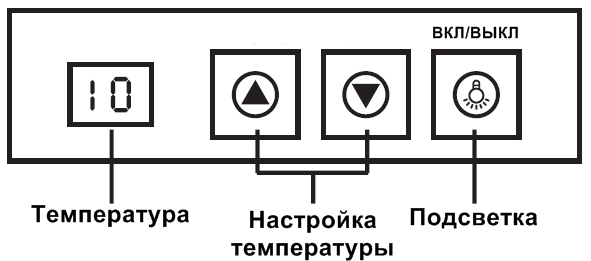 ВКЛ/ВЫКЛ
10
Температура
Настройка
температуры
Подсветка